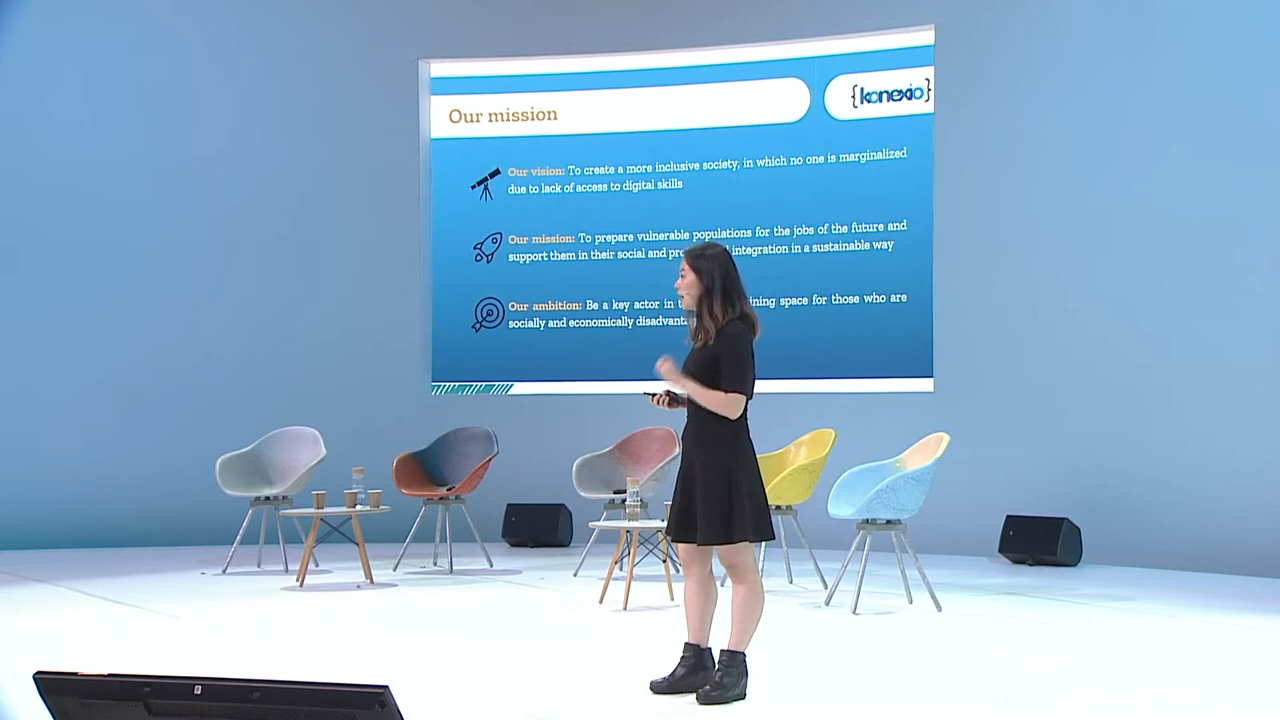 Our mission
{konexio}
Our vision: To create a more inclusive society, in which no one is marginalized
due to lack of access to digital skills
Our mission: To prepare vulnerable populations for the jobs of the future and
support them in their social and integration in a sustainable way
Our ambition: Be a key actor in space for those who are
socially and economically